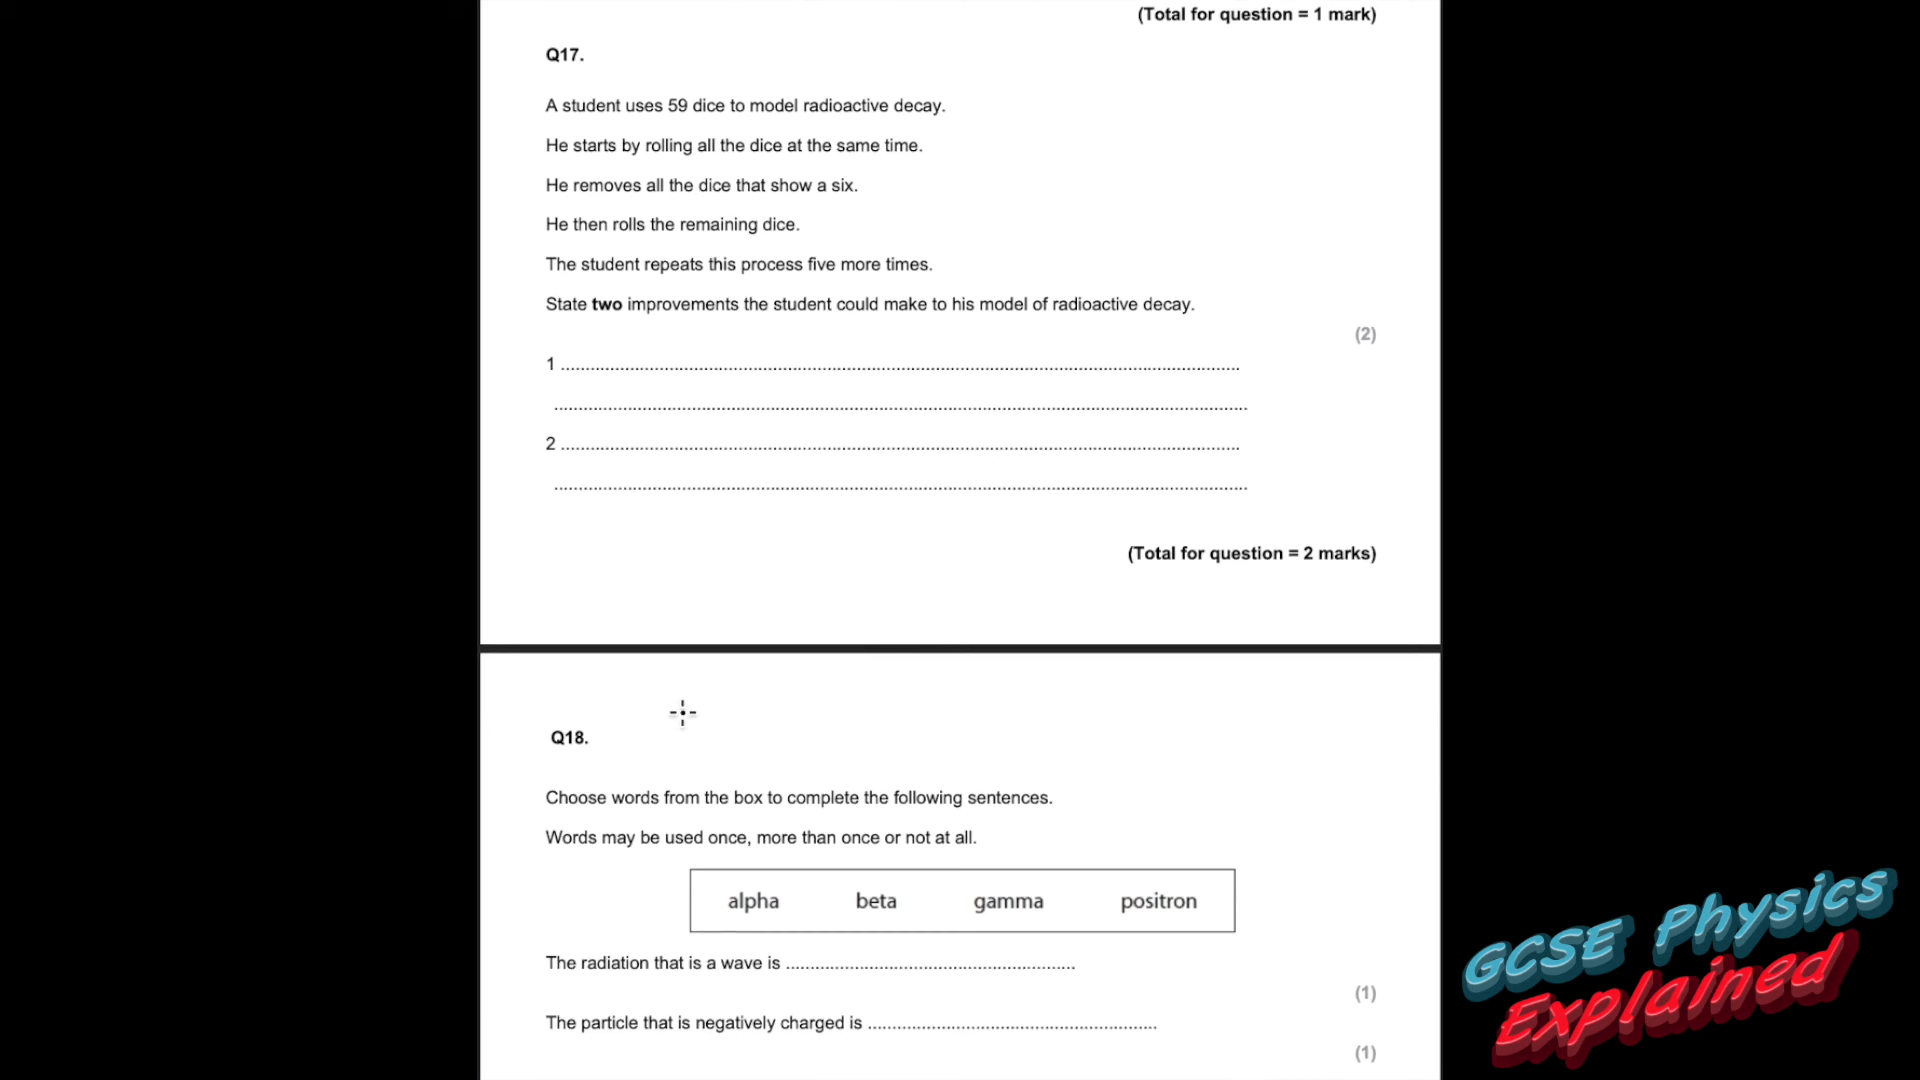 (Total for question = 1 mark)
Q17.
A student uses 59 dice to model radioactive decay.
He starts by rolling all the dice at the same time.
He removes all the dice that show a six.
He then rolls the remaining dice.
The student repeats this process five more times.
State two improvements the student could make to his model of radioactive decay.
(2)
1 ........................................................................................................................................
...........................................................................................................................................
2 ........................................................................................................................................
...........................................................................................................................................
(Total for question = 2 marks)
Q18.
Choose words from the box to complete the following sentences.
Words may be used once, more than once or not at all.
alpha beta gamma positron
The radiation that is a wave is ..........................................................
(1)
The particle that is negatively charged is ..........................................................
(1)
GCSE Physics
Explained